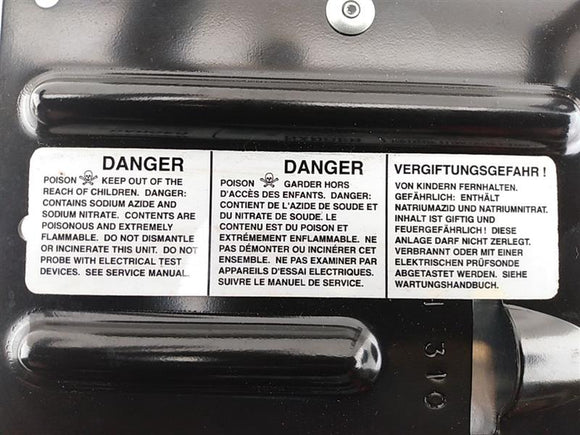 DANGER
POISON KEEP OUT OF THE
REACH OF CHILDREN. DANGER:
CONTAINS SODIUM AZIDE AND
SODIUM NITRATE. CONTENTS ARE
POISONOUS AND EXTREMELY
FLAMMABLE. DO NOT DISMANTLE
OR INCINERATE THIS UNIT. DO NOT
PROBE WITH ELECTRICAL TEST
DEVICES. SEE SERVICE MANUAL.
DANGER
POISON GARDER HORS
D'ACCÈS DES ENFANTS. DANGER:
CONTIENT DE L'AZIDE DE SOUDE ET
DU NITRATE DE SOUDE. LE
CONTENU EST DU POISON ET
EXTRÉMEMENT ENFLAMMABLE. NE
PAS DÉMONTER OU INCINÉRER CET
ENSEMBLE. NE PAS EXAMINER PAR
APPAREILS D'ESSAI ELECTRIQUES.
SUIVRE LE MANUEL DE SERVICE.
VERGIFTUNGSGEFAHR !
VON KINDERN FERNHALTEN.
GEFÄHRLICH: ENTHÄLT
NATRIUMAZID UND NATRIUMNITRAT.
INHALT IST GIFTIG UND
FEUERGEFÄHRLICH ! DIESE
ANLAGE DARF NICHT ZERLEGT.
VERBRANNT ODER MIT EINER
ELEKTRISCHEN PRÜFSONDE
ABGETASTET WERDEN. SIEHE
WARTUNGSHANDBUCH.